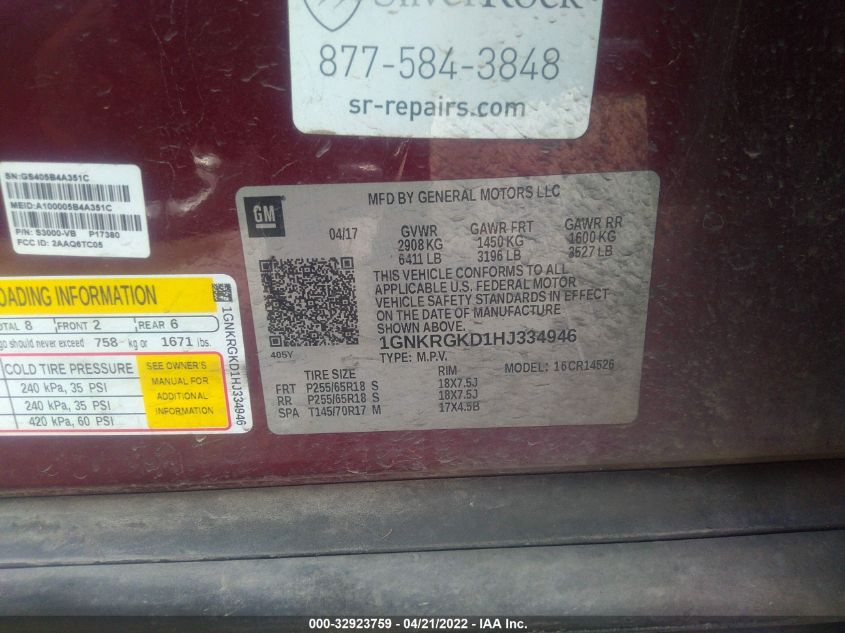 SilverRock
877-584-3848
sr-repairs.com
SN:GS405B4A351C
MEID:A100005B4A351C
P/N: S3000-VB P17380
FCC ID: 2AAQ6TC05
GM
MFD BY GENERAL MOTORS LLC
04/17 GVWR GAWR FRT GAWR RR
2908 KG 1450 KG 1600 KG
6411 LB 3196 LB 3527 LB
THIS VEHICLE CONFORMS TO ALL
APPLICABLE U.S. FEDERAL MOTOR
VEHICLE SAFETY STANDARDS IN EFFECT
ON THE DATE OF MANUFACTURE
SHOWN ABOVE.
1GNKRGKD1HJ334946
405Y TYPE: M.P.V.
TIRE SIZE RIM MODEL: 16CR14526
FRT P255/65R18 S 18X7.5J
RR P255/65R18 S 18X7.5J
SPA T145/70R17 M 17X4.5B
OADING INFORMATION
OTAL 8 FRONT 2 REAR 6
go should never exceed 758 kg or 1671 lbs.
COLD TIRE PRESSURE
240 kPa, 35 PSI
240 kPa, 35 PSI
420 kPa, 60 PSI
SEE OWNER'S
MANUAL FOR
ADDITIONAL
INFORMATION
1GNKRGKD1HJ334946
000-32923759 - 04/21/2022 - IAA Inc.